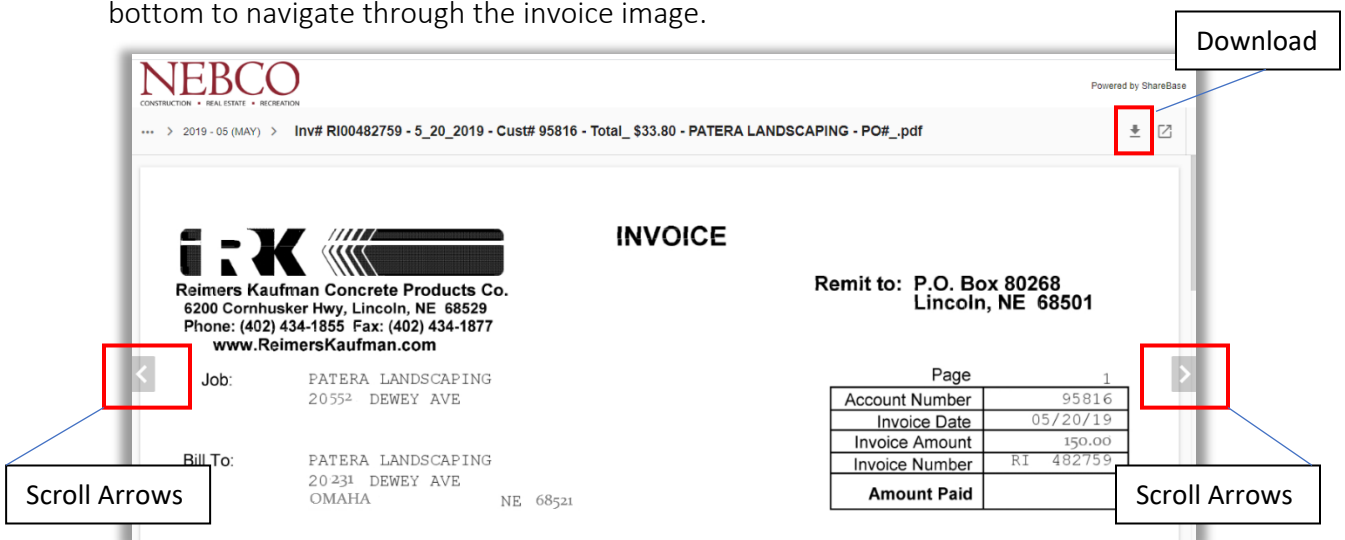 bottom to navigate through the invoice image.
Download
NEBCO
CONSTRUCTION • REAL ESTATE • RECREATION
Powered by ShareBase
... > 2019 - 05 (MAY) > Inv# RI00482759 - 5_20_2019 - Cust# 95816 - Total_ $33.80 - PATERA LANDSCAPING - PO#_.pdf
iRK
INVOICE
Reimers Kaufman Concrete Products Co.
6200 Cornhusker Hwy, Lincoln, NE 68529
Phone: (402) 434-1855 Fax: (402) 434-1877
www.ReimersKaufman.com
Remit to: P.O. Box 80268
Lincoln, NE 68501
Job: PATERA LANDSCAPING
20552 DEWEY AVE
Bill To: PATERA LANDSCAPING
20231 DEWEY AVE
OMAHA NE 68521
Page 1
Account Number 95816
Invoice Date 05/20/19
Invoice Amount 150.00
Invoice Number RI 482759
Amount Paid
Scroll Arrows
Scroll Arrows